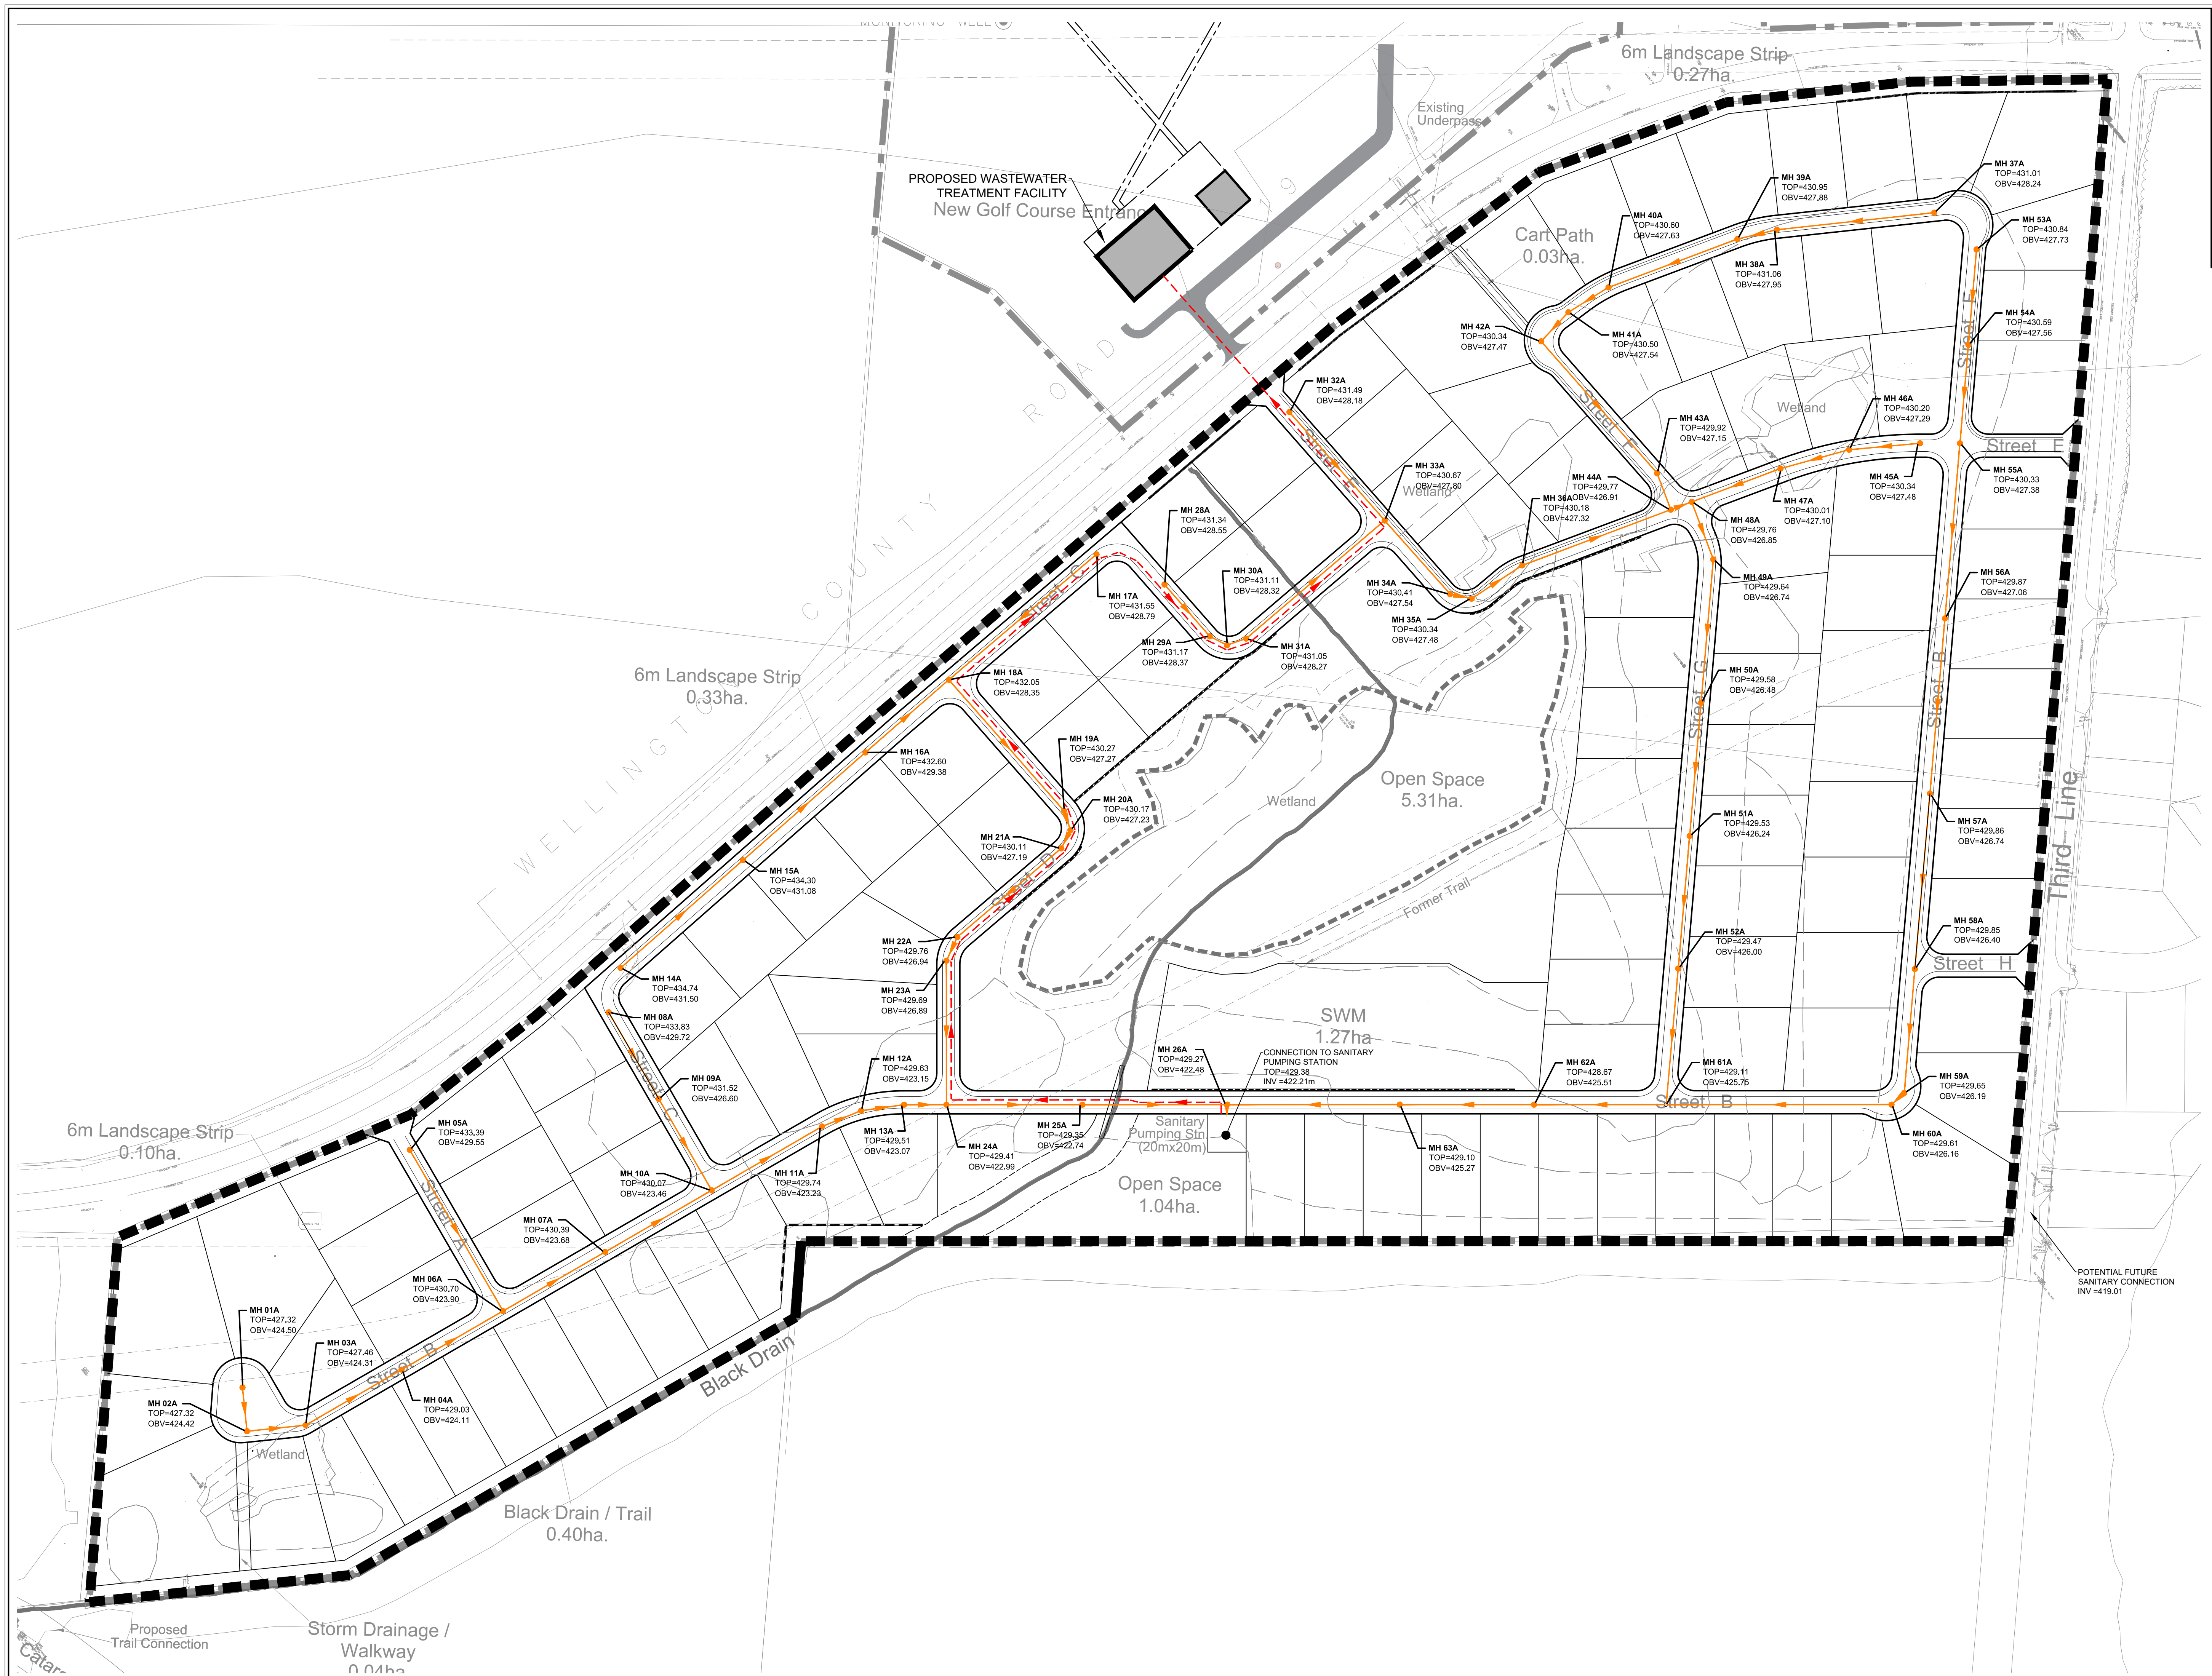 MONITORING WELL
6m Landscape Strip
0.27ha.
Existing
Underpass
PROPOSED WASTEWATER
TREATMENT FACILITY
New Golf Course Entranc
9
ROAD
COUNTY
WELLINGTO
Cart Path
0.03ha.
MH 37A
TOP=431.01
OBV=428.24
MH 39A
TOP=430.95
OBV=427.88
MH 40A
TOP=430.60
OBV=427.63
MH 53A
TOP=430.84
OBV=427.73
MH 38A
TOP=431.06
OBV=427.95
MH 42A
TOP=430.34
OBV=427.47
MH 41A
TOP=430.50
OBV=427.54
MH 54A
TOP=430.59
OBV=427.56
Street F
Street F
MH 32A
TOP=431.49
OBV=428.18
MH 46A
TOP=430.20
OBV=427.29
Wetland
MH 43A
TOP=429.92
OBV=427.15
Street E
MH 33A
TOP=430.67
OBV=427.80
Wetland
MH 44A
TOP=429.77
OBV=426.91
MH 45A
TOP=430.34
OBV=427.48
MH 55A
TOP=430.33
OBV=427.38
MH 36A
TOP=430.18
OBV=427.32
MH 47A
TOP=430.01
OBV=427.10
MH 48A
TOP=429.76
OBV=426.85
MH 28A
TOP=431.34
OBV=428.55
MH 30A
TOP=431.11
OBV=428.32
MH 17A
TOP=431.55
OBV=428.79
Street C
MH 34A
TOP=430.41
OBV=427.54
MH 49A
TOP=429.64
OBV=426.74
MH 56A
TOP=429.87
OBV=427.06
MH 35A
TOP=430.34
OBV=427.48
MH 29A
TOP=431.17
OBV=428.37
MH 31A
TOP=431.05
OBV=428.27
6m Landscape Strip
0.33ha.
MH 18A
TOP=432.05
OBV=428.35
MH 50A
TOP=429.58
OBV=426.48
Street G
Street B
MH 16A
TOP=432.60
OBV=429.38
MH 19A
TOP=430.27
OBV=427.27
Open Space
5.31ha.
Wetland
Third Line
MH 20A
TOP=430.17
OBV=427.23
MH 51A
TOP=429.53
OBV=426.24
MH 57A
TOP=429.86
OBV=426.74
MH 21A
TOP=430.11
OBV=427.19
Street D
MH 15A
TOP=434.30
OBV=431.08
Former Trail
MH 22A
TOP=429.76
OBV=426.94
MH 52A
TOP=429.47
OBV=426.00
MH 58A
TOP=429.85
OBV=426.40
Street H
MH 14A
TOP=434.74
OBV=431.50
MH 23A
TOP=429.69
OBV=426.89
MH 08A
TOP=433.83
OBV=429.72
SWM
1.27ha
MH 26A
TOP=429.27
OBV=422.48
CONNECTION TO SANITARY
PUMPING STATION
TOP=429.38
INV =422.21m
MH 12A
TOP=429.63
OBV=423.15
MH 62A
TOP=428.67
OBV=425.51
MH 61A
TOP=429.11
OBV=425.75
MH 09A
TOP=431.52
OBV=426.60
Street C
MH 59A
TOP=429.65
OBV=426.19
Street B
MH 05A
TOP=433.39
OBV=429.55
6m Landscape Strip
0.10ha.
MH 13A
TOP=429.51
OBV=423.07
MH 24A
TOP=429.41
OBV=422.99
MH 25A
TOP=429.35
OBV=422.74
Sanitary
Pumping Stn
(20mx20m)
MH 63A
TOP=429.10
OBV=425.27
MH 60A
TOP=429.61
OBV=426.16
MH 10A
TOP=430.07
OBV=423.46
MH 11A
TOP=429.74
OBV=423.23
Open Space
1.04ha.
Street A
MH 07A
TOP=430.39
OBV=423.68
MH 06A
TOP=430.70
OBV=423.90
POTENTIAL FUTURE
SANITARY CONNECTION
INV =419.01
MH 01A
TOP=427.32
OBV=424.50
MH 03A
TOP=427.46
OBV=424.31
Street B
Black Drain
MH 04A
TOP=429.03
OBV=424.11
MH 02A
TOP=427.32
OBV=424.42
Wetland
Black Drain / Trail
0.40ha.
Proposed
Trail Connection
Storm Drainage /
Walkway
0.04ha
Catara